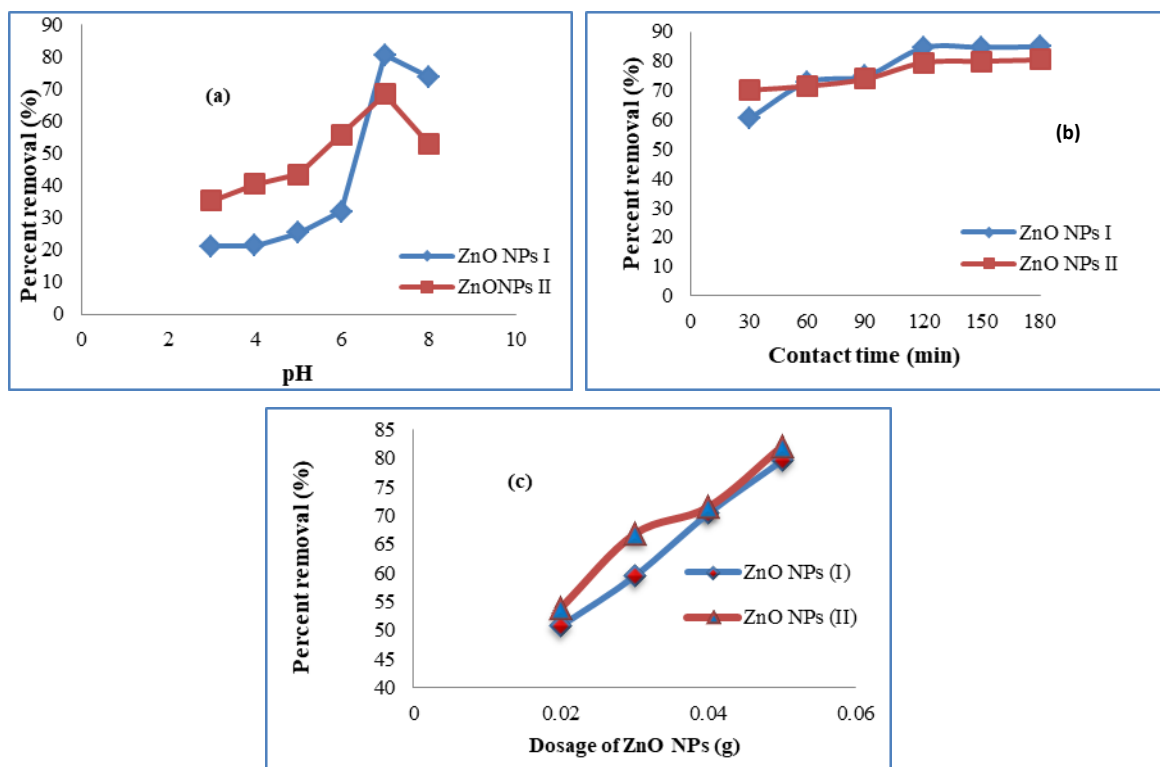 90
80
70
60
50
40
30
20
10
0
0 2 4 6 8 10
Percent removal (%)
pH
(a)
ZnO NPs I
ZnONPs II
90
80
70
60
50
40
30
20
10
0
0 30 60 90 120 150 180
Percent removal (%)
Contact time (min)
(b)
ZnO NPs I
ZnO NPs II
85
80
75
70
65
60
55
50
45
40
0 0.02 0.04 0.06
Percent removal (%)
Dosage of ZnO NPs (g)
(c)
ZnO NPs (I)
ZnO NPs (II)